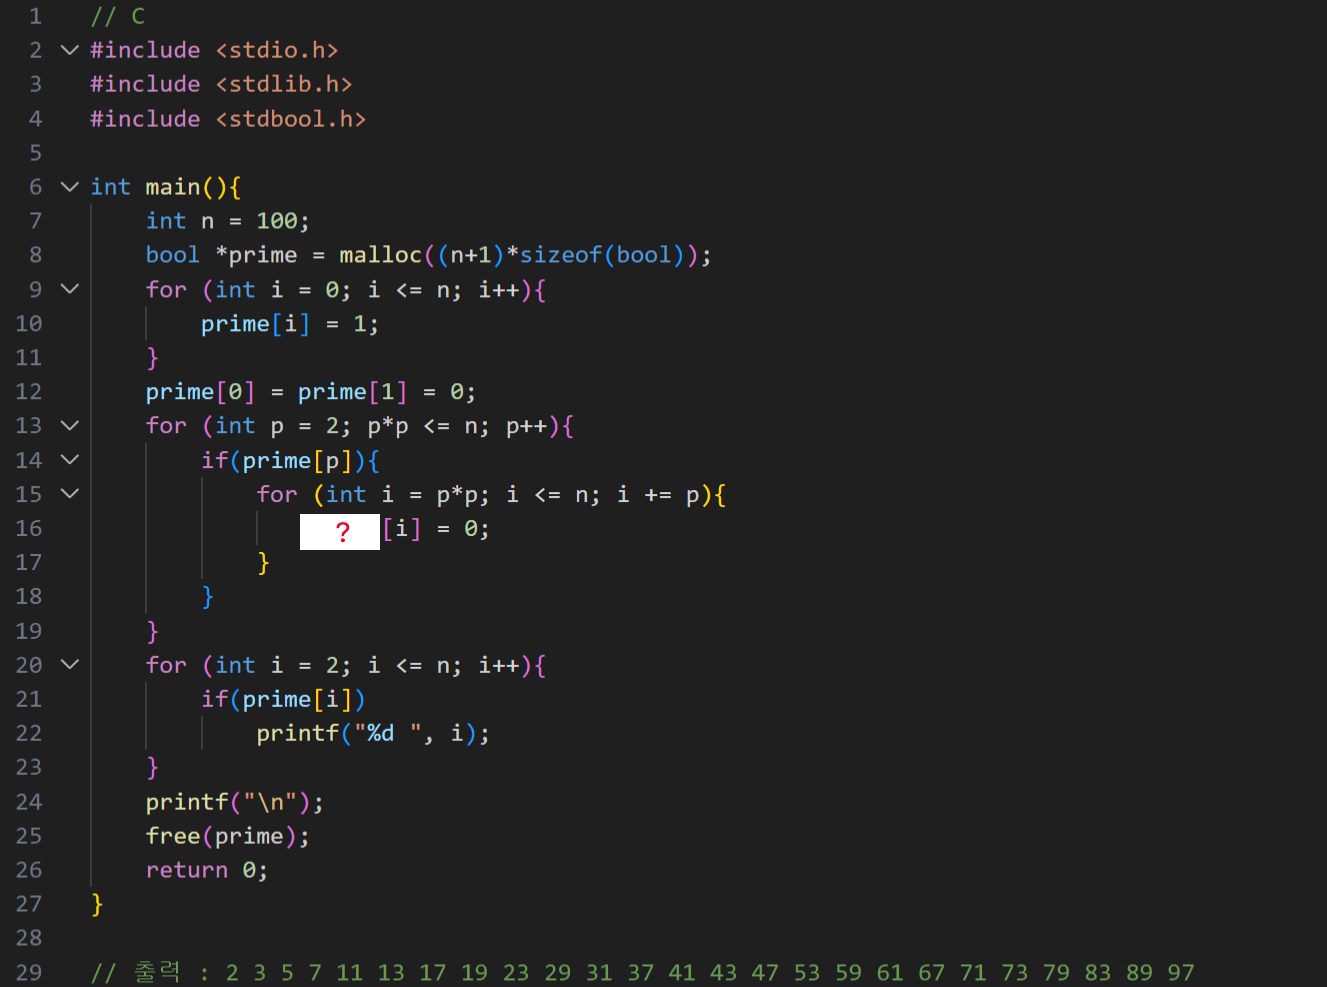 1 // C
2 #include <stdio.h>
3 #include <stdlib.h>
4 #include <stdbool.h>
5
6 int main(){
7     int n = 100;
8     bool *prime = malloc((n+1)*sizeof(bool));
9     for (int i = 0; i <= n; i++){
10         prime[i] = 1;
11     }
12     prime[0] = prime[1] = 0;
13     for (int p = 2; p*p <= n; p++){
14         if(prime[p]){
15             for (int i = p*p; i <= n; i += p){
16                 ? [i] = 0;
17             }
18         }
19     }
20     for (int i = 2; i <= n; i++){
21         if(prime[i])
22             printf("%d ", i);
23     }
24     printf("\n");
25     free(prime);
26     return 0;
27 }
28
29 // 출력 : 2 3 5 7 11 13 17 19 23 29 31 37 41 43 47 53 59 61 67 71 73 79 83 89 97